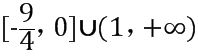 [-9/4, 0]∪(1, +∞)